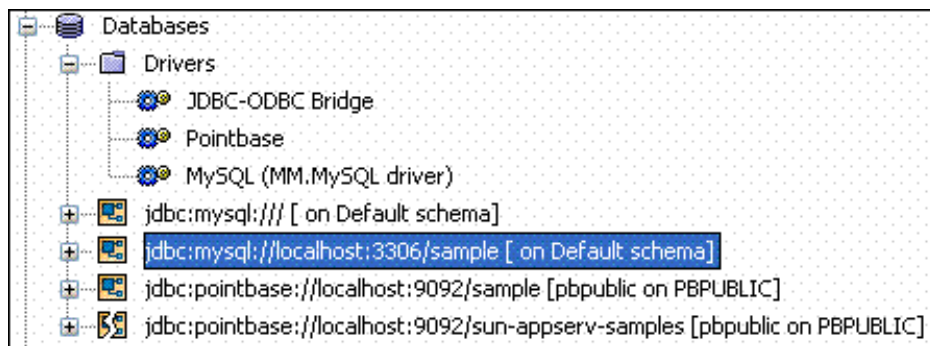 Databases
Drivers
JDBC-ODBC Bridge
Pointbase
MySQL (MM.MySQL driver)
jdbc:mysql:/// [ on Default schema]
jdbc:mysql://localhost:3306/sample [ on Default schema]
jdbc:pointbase://localhost:9092/sample [pbpublic on PBPUBLIC]
jdbc:pointbase://localhost:9092/sun-appserv-samples [pbpublic on PBPUBLIC]